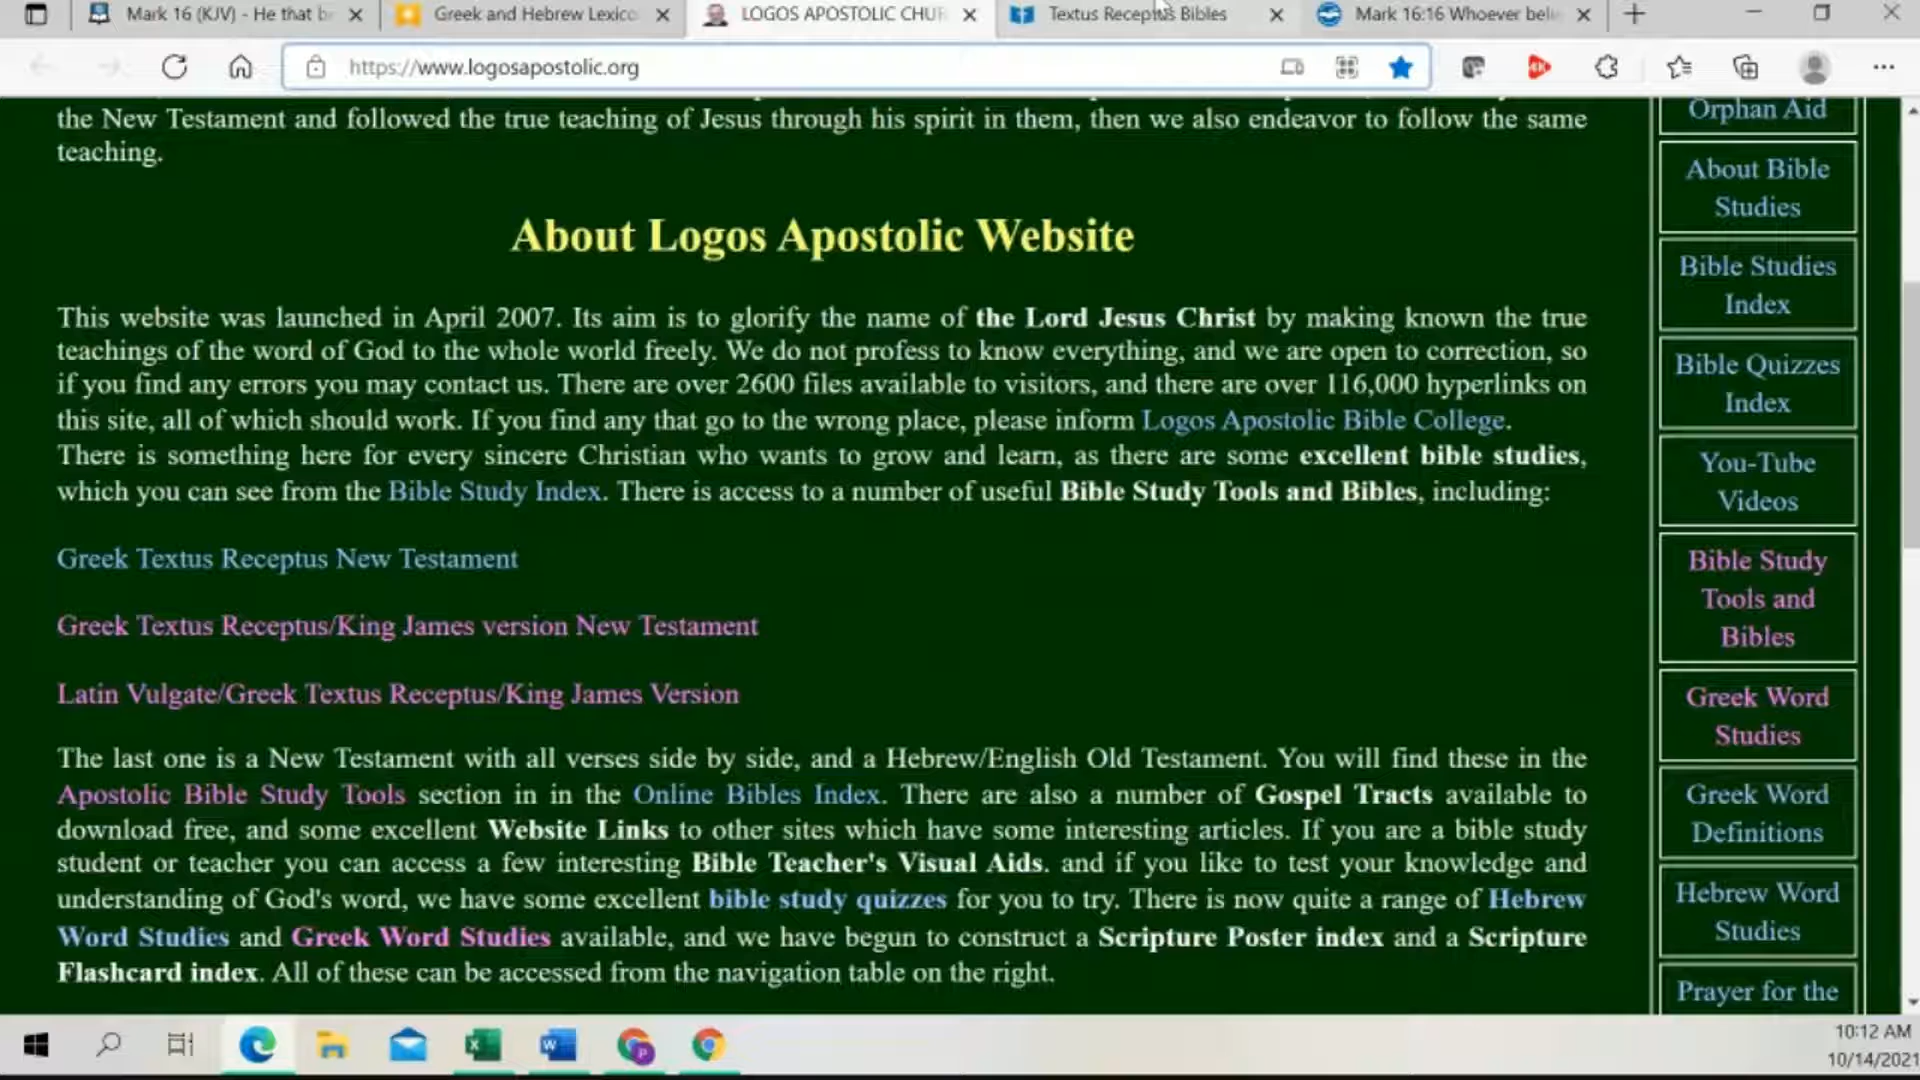 Mark 16 (KJV) - He that b
Greek and Hebrew Lexico
LOGOS APOSTOLIC CHUR
Textus Receptus Bibles
Mark 16:16 Whoever beli
https://www.logosapostolic.org
the New Testament and followed the true teaching of Jesus through his spirit in them, then we also endeavor to follow the same
teaching.
About Logos Apostolic Website
This website was launched in April 2007. Its aim is to glorify the name of the Lord Jesus Christ by making known the true
teachings of the word of God to the whole world freely. We do not profess to know everything, and we are open to correction, so
if you find any errors you may contact us. There are over 2600 files available to visitors, and there are over 116,000 hyperlinks on
this site, all of which should work. If you find any that go to the wrong place, please inform Logos Apostolic Bible College.
There is something here for every sincere Christian who wants to grow and learn, as there are some excellent bible studies,
which you can see from the Bible Study Index. There is access to a number of useful Bible Study Tools and Bibles, including:
Greek Textus Receptus New Testament
Greek Textus Receptus/King James version New Testament
Latin Vulgate/Greek Textus Receptus/King James Version
The last one is a New Testament with all verses side by side, and a Hebrew/English Old Testament. You will find these in the
Apostolic Bible Study Tools section in in the Online Bibles Index. There are also a number of Gospel Tracts available to
download free, and some excellent Website Links to other sites which have some interesting articles. If you are a bible study
student or teacher you can access a few interesting Bible Teacher's Visual Aids. and if you like to test your knowledge and
understanding of God's word, we have some excellent bible study quizzes for you to try. There is now quite a range of Hebrew
Word Studies and Greek Word Studies available, and we have begun to construct a Scripture Poster index and a Scripture
Flashcard index. All of these can be accessed from the navigation table on the right.
Orphan Aid
About Bible
Studies
Bible Studies
Index
Bible Quizzes
Index
You-Tube
Videos
Bible Study
Tools and
Bibles
Greek Word
Studies
Greek Word
Definitions
Hebrew Word
Studies
Prayer for the
10:12 AM
10/14/2021